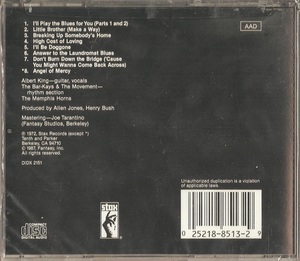 1. I'll Play the Blues for You (Parts 1 and 2)
2. Little Brother (Make a Way)
3. Breaking Up Somebody's Home
4. High Cost of Loving
5. I'll Be Doggone
6. Answer to the Laundromat Blues
7. Don't Burn Down the Bridge ('Cause
You Might Wanna Come Back Across)
*8. Angel of Mercy
AAD
Albert King—guitar, vocals
The Bar-Kays & The Movement—
rhythm section
The Memphis Horns
Produced by Allen Jones, Henry Bush
Mastering—Joe Tarantino
(Fantasy Studios, Berkeley)
℗ 1972, Stax Records (except *)
Tenth and Parker
Berkeley, CA 94710
© 1987, Fantasy, Inc.
DIDX 2161
Unauthorized duplication is a violation
of applicable laws.
COMPACT
disc
DIGITAL AUDIO
STAX
0 25218-8513-2 9